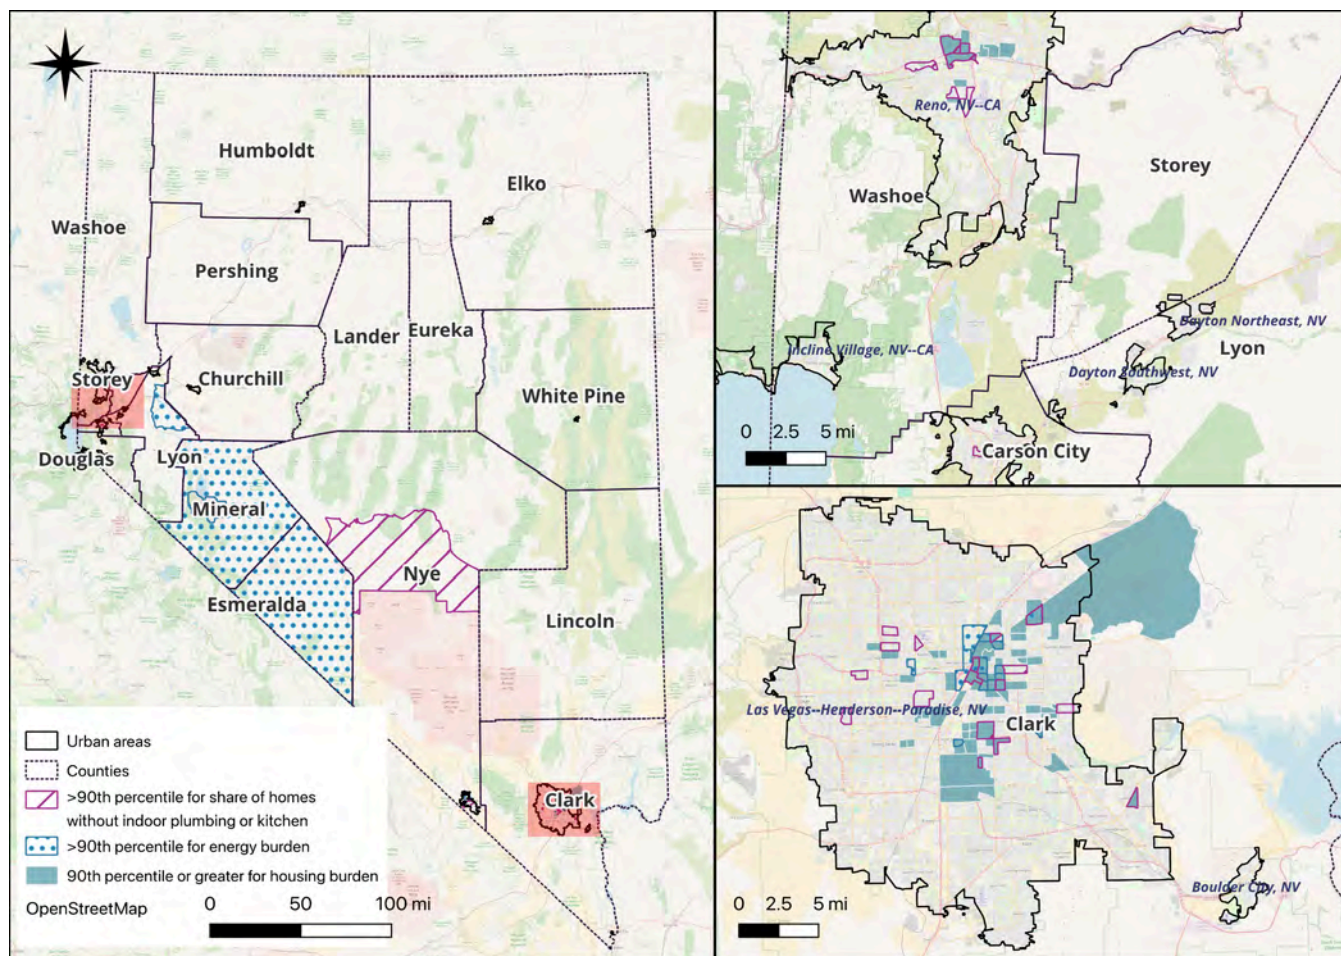 Humboldt
Elko
Washoe
Pershing
Lander
Eureka
Storey
Churchill
White Pine
Douglas
Lyon
Mineral
Nye
Esmeralda
Lincoln
Clark
Urban areas
Counties
>90th percentile for share of homes
without indoor plumbing or kitchen
>90th percentile for energy burden
90th percentile or greater for housing burden
OpenStreetMap
0 50 100 mi
Reno, NV--CA
Storey
Washoe
Dayton Northeast, NV
Incline Village, NV--CA
Lyon
Dayton Southwest, NV
0 2.5 5 mi
Carson City
Las Vegas--Henderson--Paradise, NV
Clark
Boulder City, NV
0 2.5 5 mi